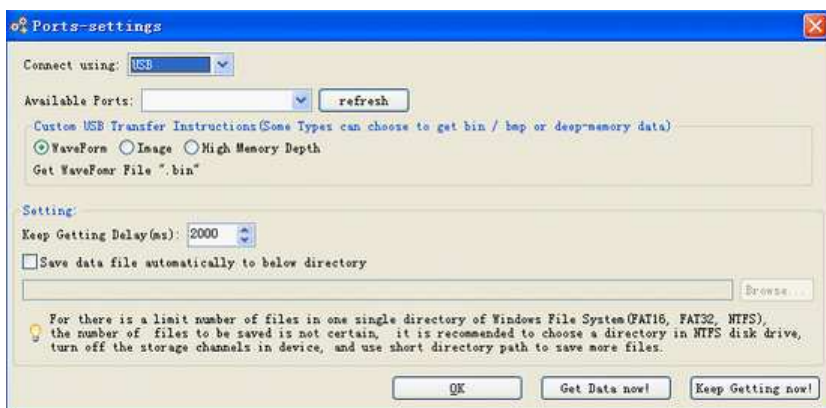 Ports-settings
Connect using: USB
Available Ports: refresh
Custom USB Transfer Instructions(Some Types can choose to get bin / bmp or deep-memory data)
WaveForm Image High Memory Depth
Get WaveFomr File ".bin"
Setting:
Keep Getting Delay(ms): 2000
Save data file automatically to below directory
Browse...
For there is a limit number of files in one single directory of Windows File System(FAT16, FAT32, NTFS),
the number of files to be saved is not certain, it is recommended to choose a directory in NTFS disk drive,
turn off the storage channels in device, and use short directory path to save more files.
OK Get Data now! Keep Getting now!